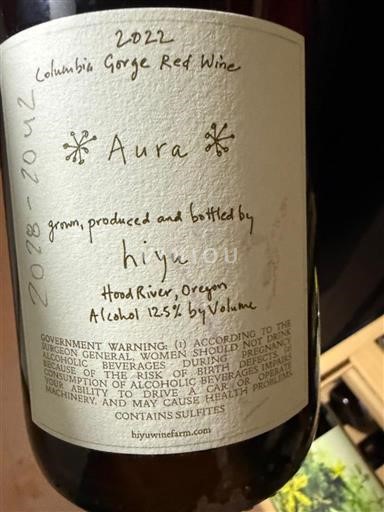 2022
Columbia Gorge Red Wine
Aura
grown, produced and bottled by
hiyu
Hood River, Oregon
Alcohol 12.5% by Volume
GOVERNMENT WARNING: (1) ACCORDING TO THE
SURGEON GENERAL, WOMEN SHOULD NOT DRINK
ALCOHOLIC BEVERAGES DURING PREGNANCY
BECAUSE OF THE RISK OF BIRTH DEFECTS. (2)
CONSUMPTION OF ALCOHOLIC BEVERAGES IMPAIRS
YOUR ABILITY TO DRIVE A CAR OR OPERATE
MACHINERY, AND MAY CAUSE HEALTH PROBLEMS.
CONTAINS SULFITES
hiyuwinefarm.com
2028-2042